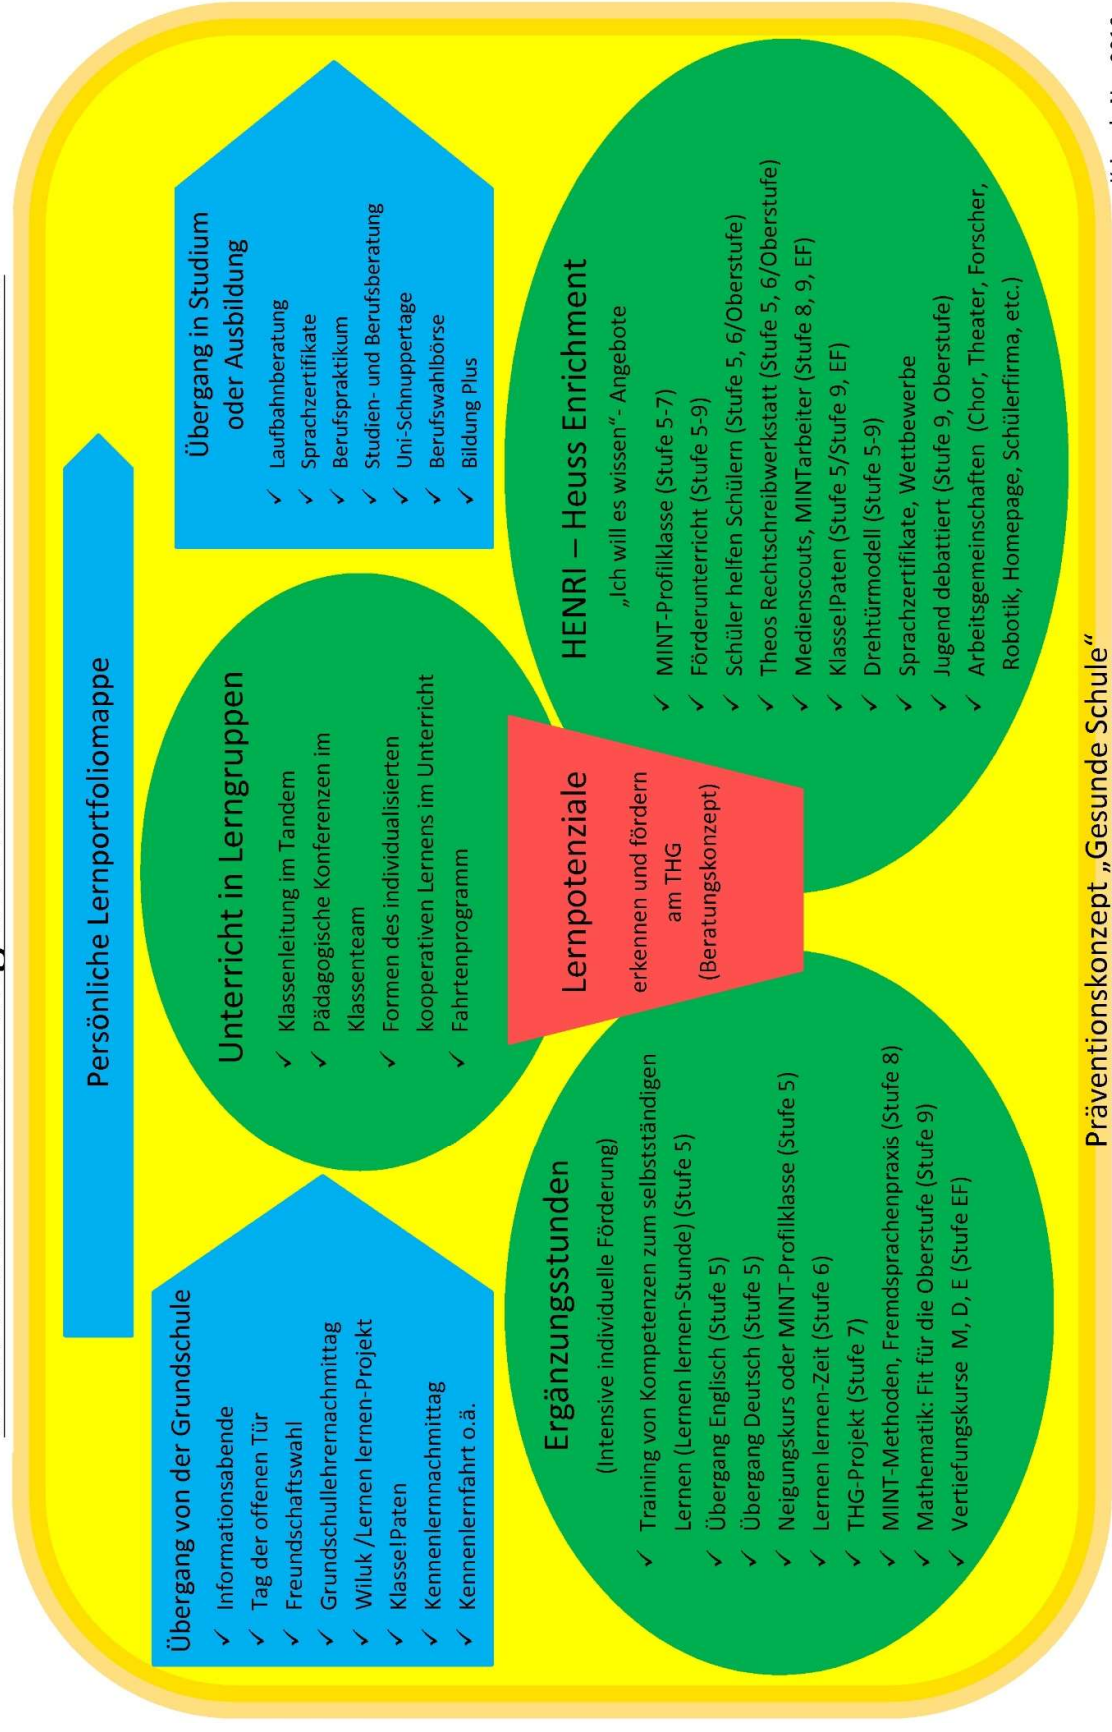 Persönliche Lernportfoliomappe
Übergang von der Grundschule
✓ Informationsabende
✓ Tag der offenen Tür
✓ Freundschaftswahl
✓ Grundschullehrernachmittag
✓ Wiluk /Lernen lernen-Projekt
✓ Klasse!Paten
✓ Kennenlernnachmittag
✓ Kennenlernfahrt o.ä.
Unterricht in Lerngruppen
✓ Klassenleitung im Tandem
✓ Pädagogische Konferenzen im
Klassenteam
✓ Formen des individualisierten
kooperativen Lernens im Unterricht
✓ Fahrtenprogramm
Übergang in Studium
oder Ausbildung
✓ Laufbahnberatung
✓ Sprachzertifikate
✓ Berufspraktikum
✓ Studien- und Berufsberatung
✓ Uni-Schnuppertage
✓ Berufswahlbörse
✓ Bildung Plus
Lernpotenziale
erkennen und fördern
am THG
(Beratungskonzept)
Ergänzungsstunden
(Intensive individuelle Förderung)
✓ Training von Kompetenzen zum selbstständigen
Lernen (Lernen lernen-Stunde) (Stufe 5)
✓ Übergang Englisch (Stufe 5)
✓ Übergang Deutsch (Stufe 5)
✓ Neigungskurs oder MINT-Profilklasse (Stufe 5)
✓ Lernen lernen-Zeit (Stufe 6)
✓ THG-Projekt (Stufe 7)
✓ MINT-Methoden, Fremdsprachenpraxis (Stufe 8)
✓ Mathematik: Fit für die Oberstufe (Stufe 9)
✓ Vertiefungskurse M, D, E (Stufe EF)
HENRI – Heuss Enrichment
„Ich will es wissen“- Angebote
✓ MINT-Profilklasse (Stufe 5-7)
✓ Förderunterricht (Stufe 5-9)
✓ Schüler helfen Schülern (Stufe 5, 6/Oberstufe)
✓ Theos Rechtschreibwerkstatt (Stufe 5, 6/Oberstufe)
✓ Medienscouts, MINTarbeiter (Stufe 8, 9, EF)
✓ Klasse!Paten (Stufe 5/Stufe 9, EF)
✓ Drehtürmodell (Stufe 5-9)
✓ Sprachzertifikate, Wettbewerbe
✓ Jugend debattiert (Stufe 9, Oberstufe)
✓ Arbeitsgemeinschaften (Chor, Theater, Forscher,
Robotik, Homepage, Schülerfirma, etc.)
Präventionskonzept „Gesunde Schule“